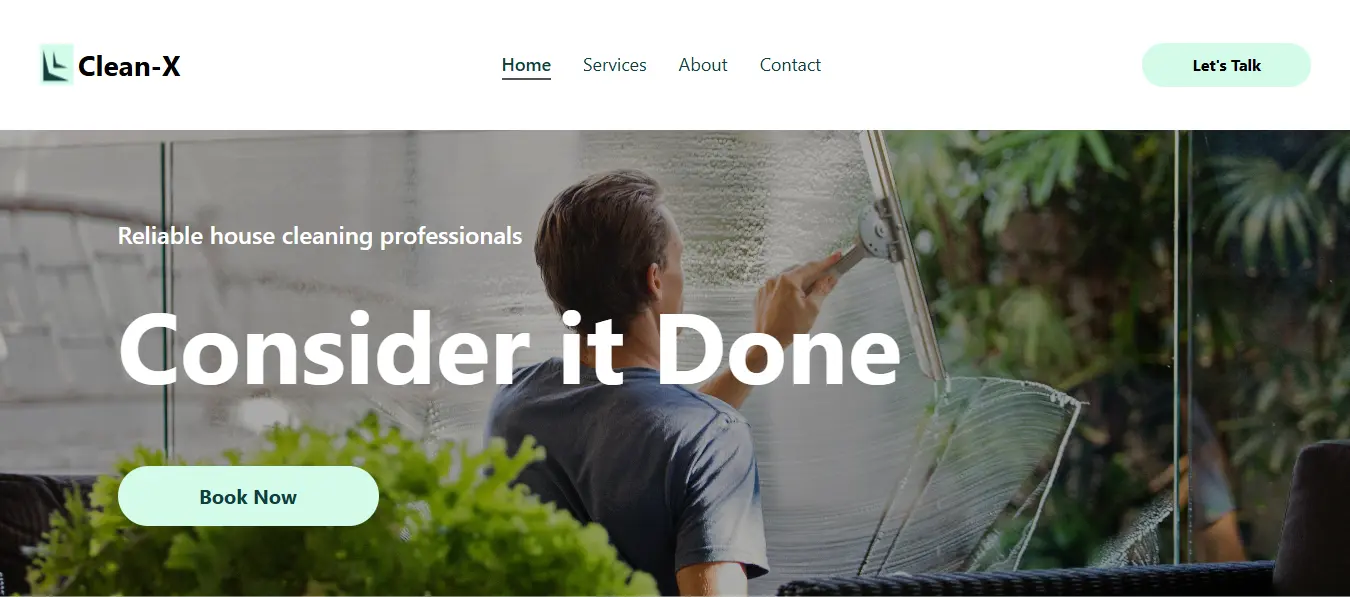 Clean-X
Home
Services
About
Contact
Let's Talk
Reliable house cleaning professionals
Consider it Done
Book Now